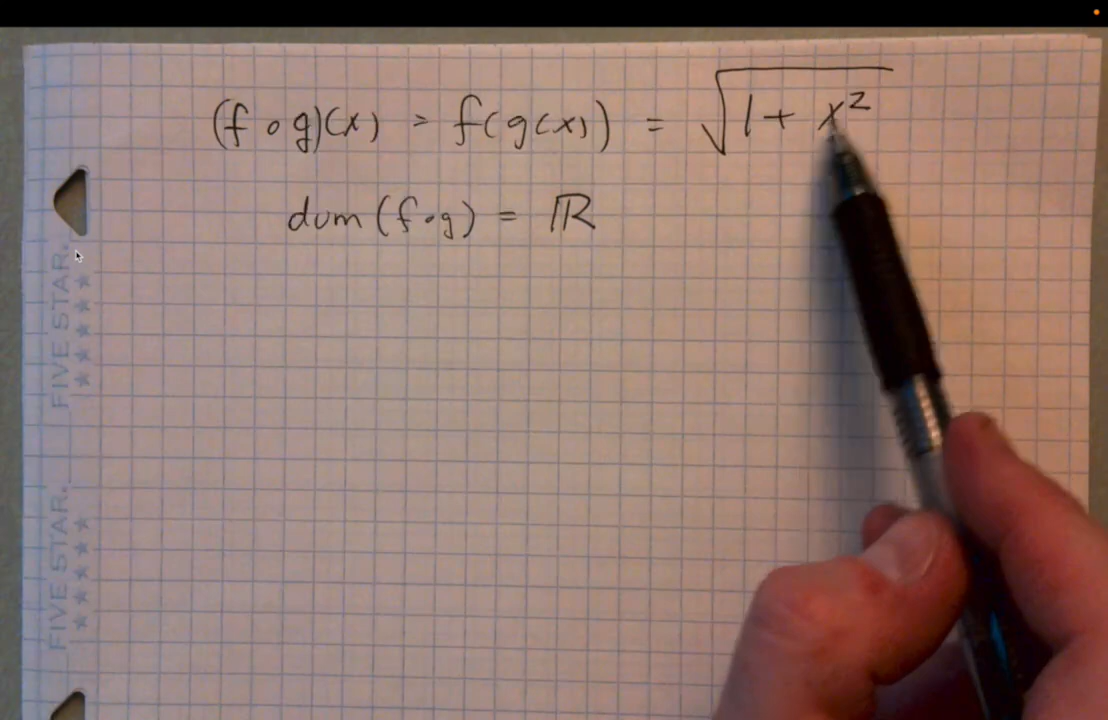 (f ∘ g)(x) = f(g(x)) = √(1 + x²)
dom(f∘g) = ℝ
FIVE STAR.
★★★★★
FIVE STAR.
★★★★★